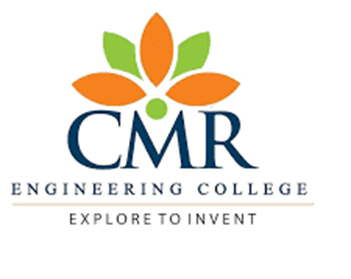 CMR
ENGINEERING COLLEGE
EXPLORE TO INVENT